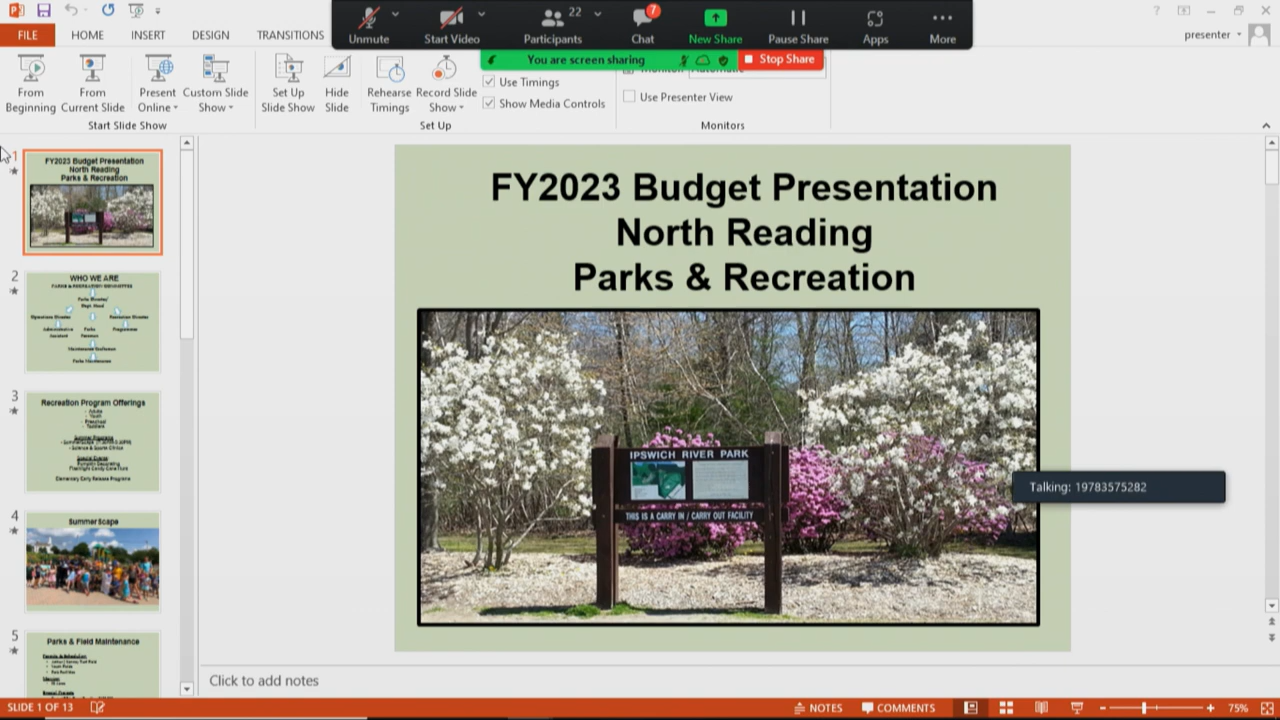 22
7
Unmute
Start Video
Participants
Chat
New Share
Pause Share
Apps
More
You are screen sharing
Stop Share
FILE
HOME
INSERT
DESIGN
TRANSITIONS
presenter
From Beginning
From Current Slide
Present Online
Custom Slide Show
Set Up Slide Show
Hide Slide
Rehearse Timings
Record Slide Show
Use Timings
Show Media Controls
Use Presenter View
Start Slide Show
Set Up
Monitors
1
FY2023 Budget Presentation
North Reading
Parks & Recreation
2
WHO WE ARE
3
Recreation Program Offerings
Elementary Early Release Programs
4
SummerScape
5
Parks & Field Maintenance
FY2023 Budget Presentation
North Reading
Parks & Recreation
IPSWICH RIVER PARK
THIS IS A CARRY IN / CARRY OUT FACILITY
Talking: 19783575282
Click to add notes
SLIDE 1 OF 13
NOTES
COMMENTS
75%